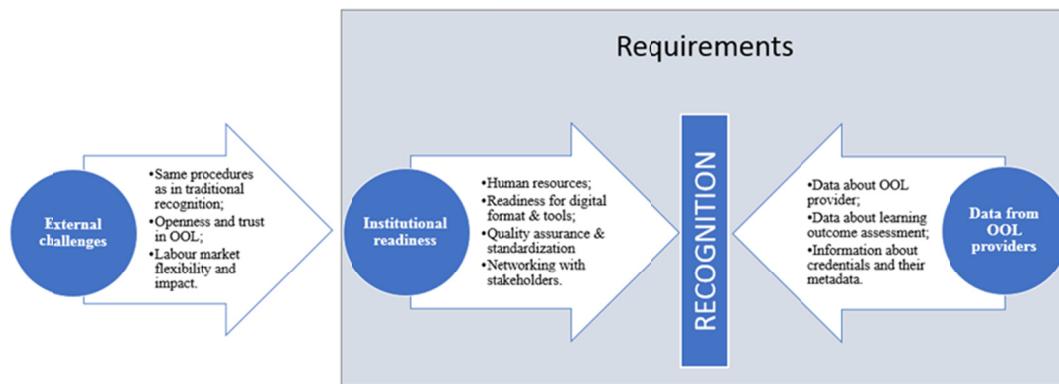 Requirements
External
challenges
•Same procedures
as in traditional
recognition;
•Openness and trust
in OOL;
•Labour market
flexibility and
impact.
Institutional
readiness
•Human resources;
•Readiness for digital
format & tools;
•Quality assurance &
standardization
•Networking with
stakeholders.
RECOGNITION
•Data about OOL
provider;
•Data about learning
outcome assessment;
•Information about
credentials and their
metadata.
Data from
OOL
providers